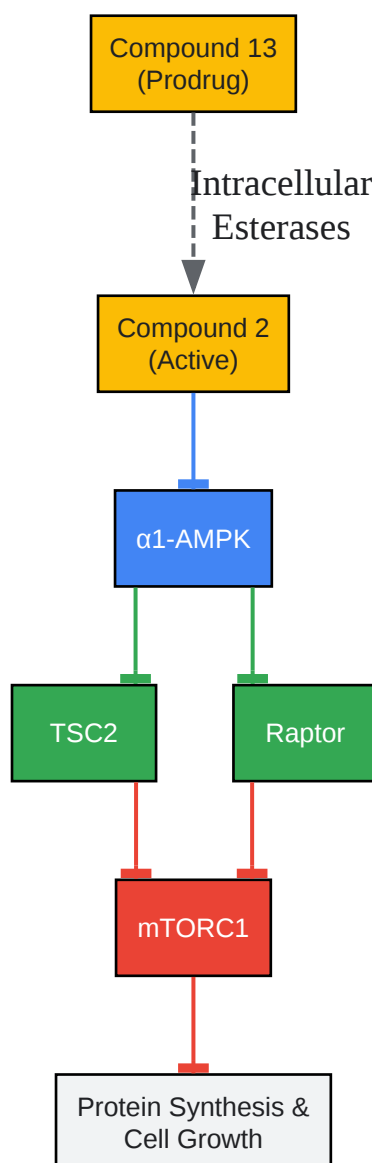 Compound 13
(Prodrug)
Intracellular
Esterases
Compound 2
(Active)
α1-AMPK
TSC2
Raptor
mTORC1
Protein Synthesis &
Cell Growth